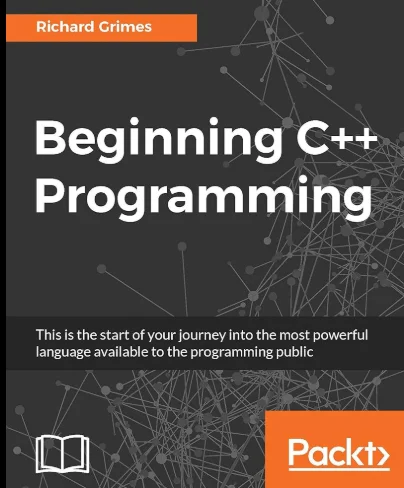 Richard Grimes
Beginning C++
Programming
This is the start of your journey into the most powerful
language available to the programming public
Packt>